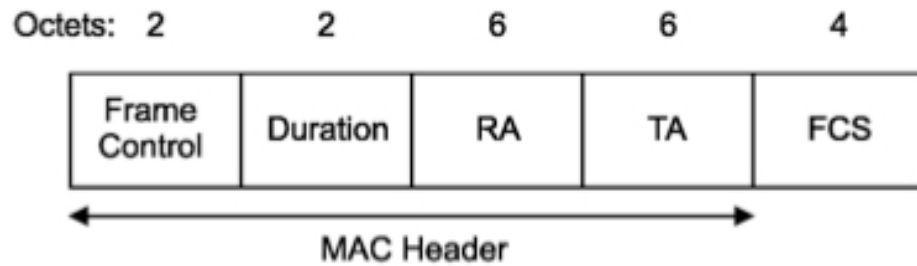 Octets: 2 2 6 6 4
Frame Control Duration RA TA FCS
MAC Header